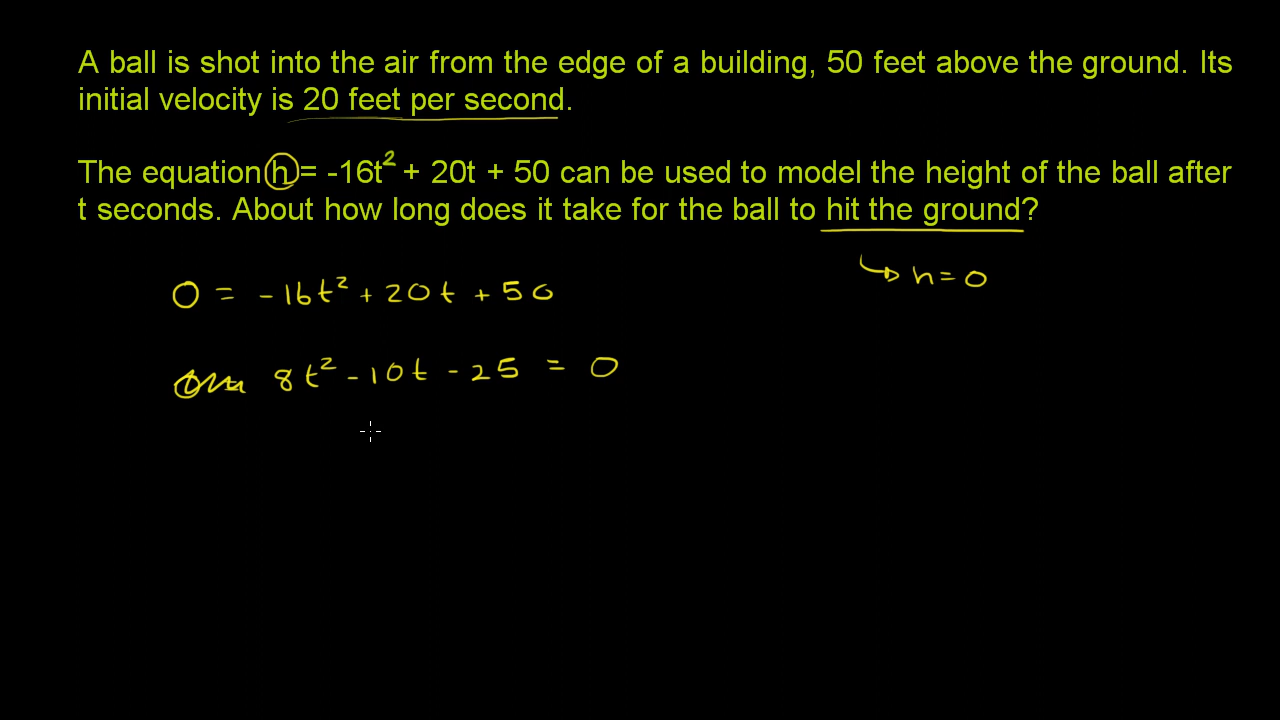 A ball is shot into the air from the edge of a building, 50 feet above the ground. Its
initial velocity is 20 feet per second.
The equation h = -16t² + 20t + 50 can be used to model the height of the ball after
t seconds. About how long does it take for the ball to hit the ground?
h = 0
0 = -16t² + 20t + 50
8t² - 10t - 25 = 0